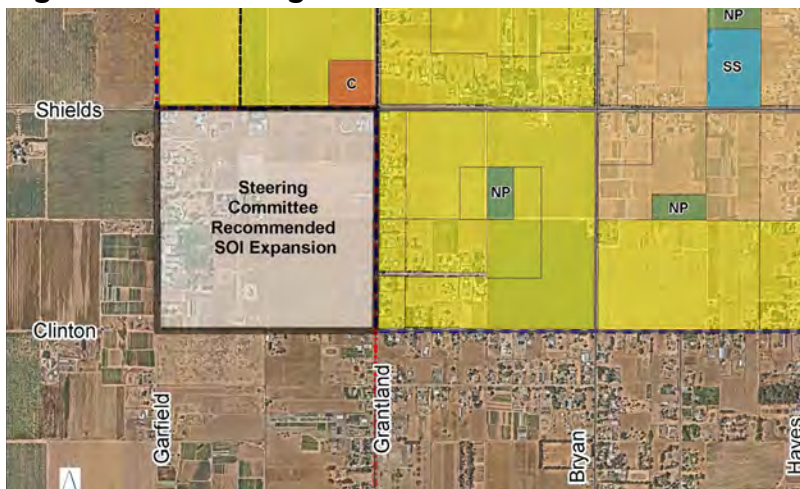 NP
SS
C
Shields
Steering
Committee
Recommended
SOI Expansion
NP
NP
Clinton
Garfield
Grantland
Bryan
Hayes